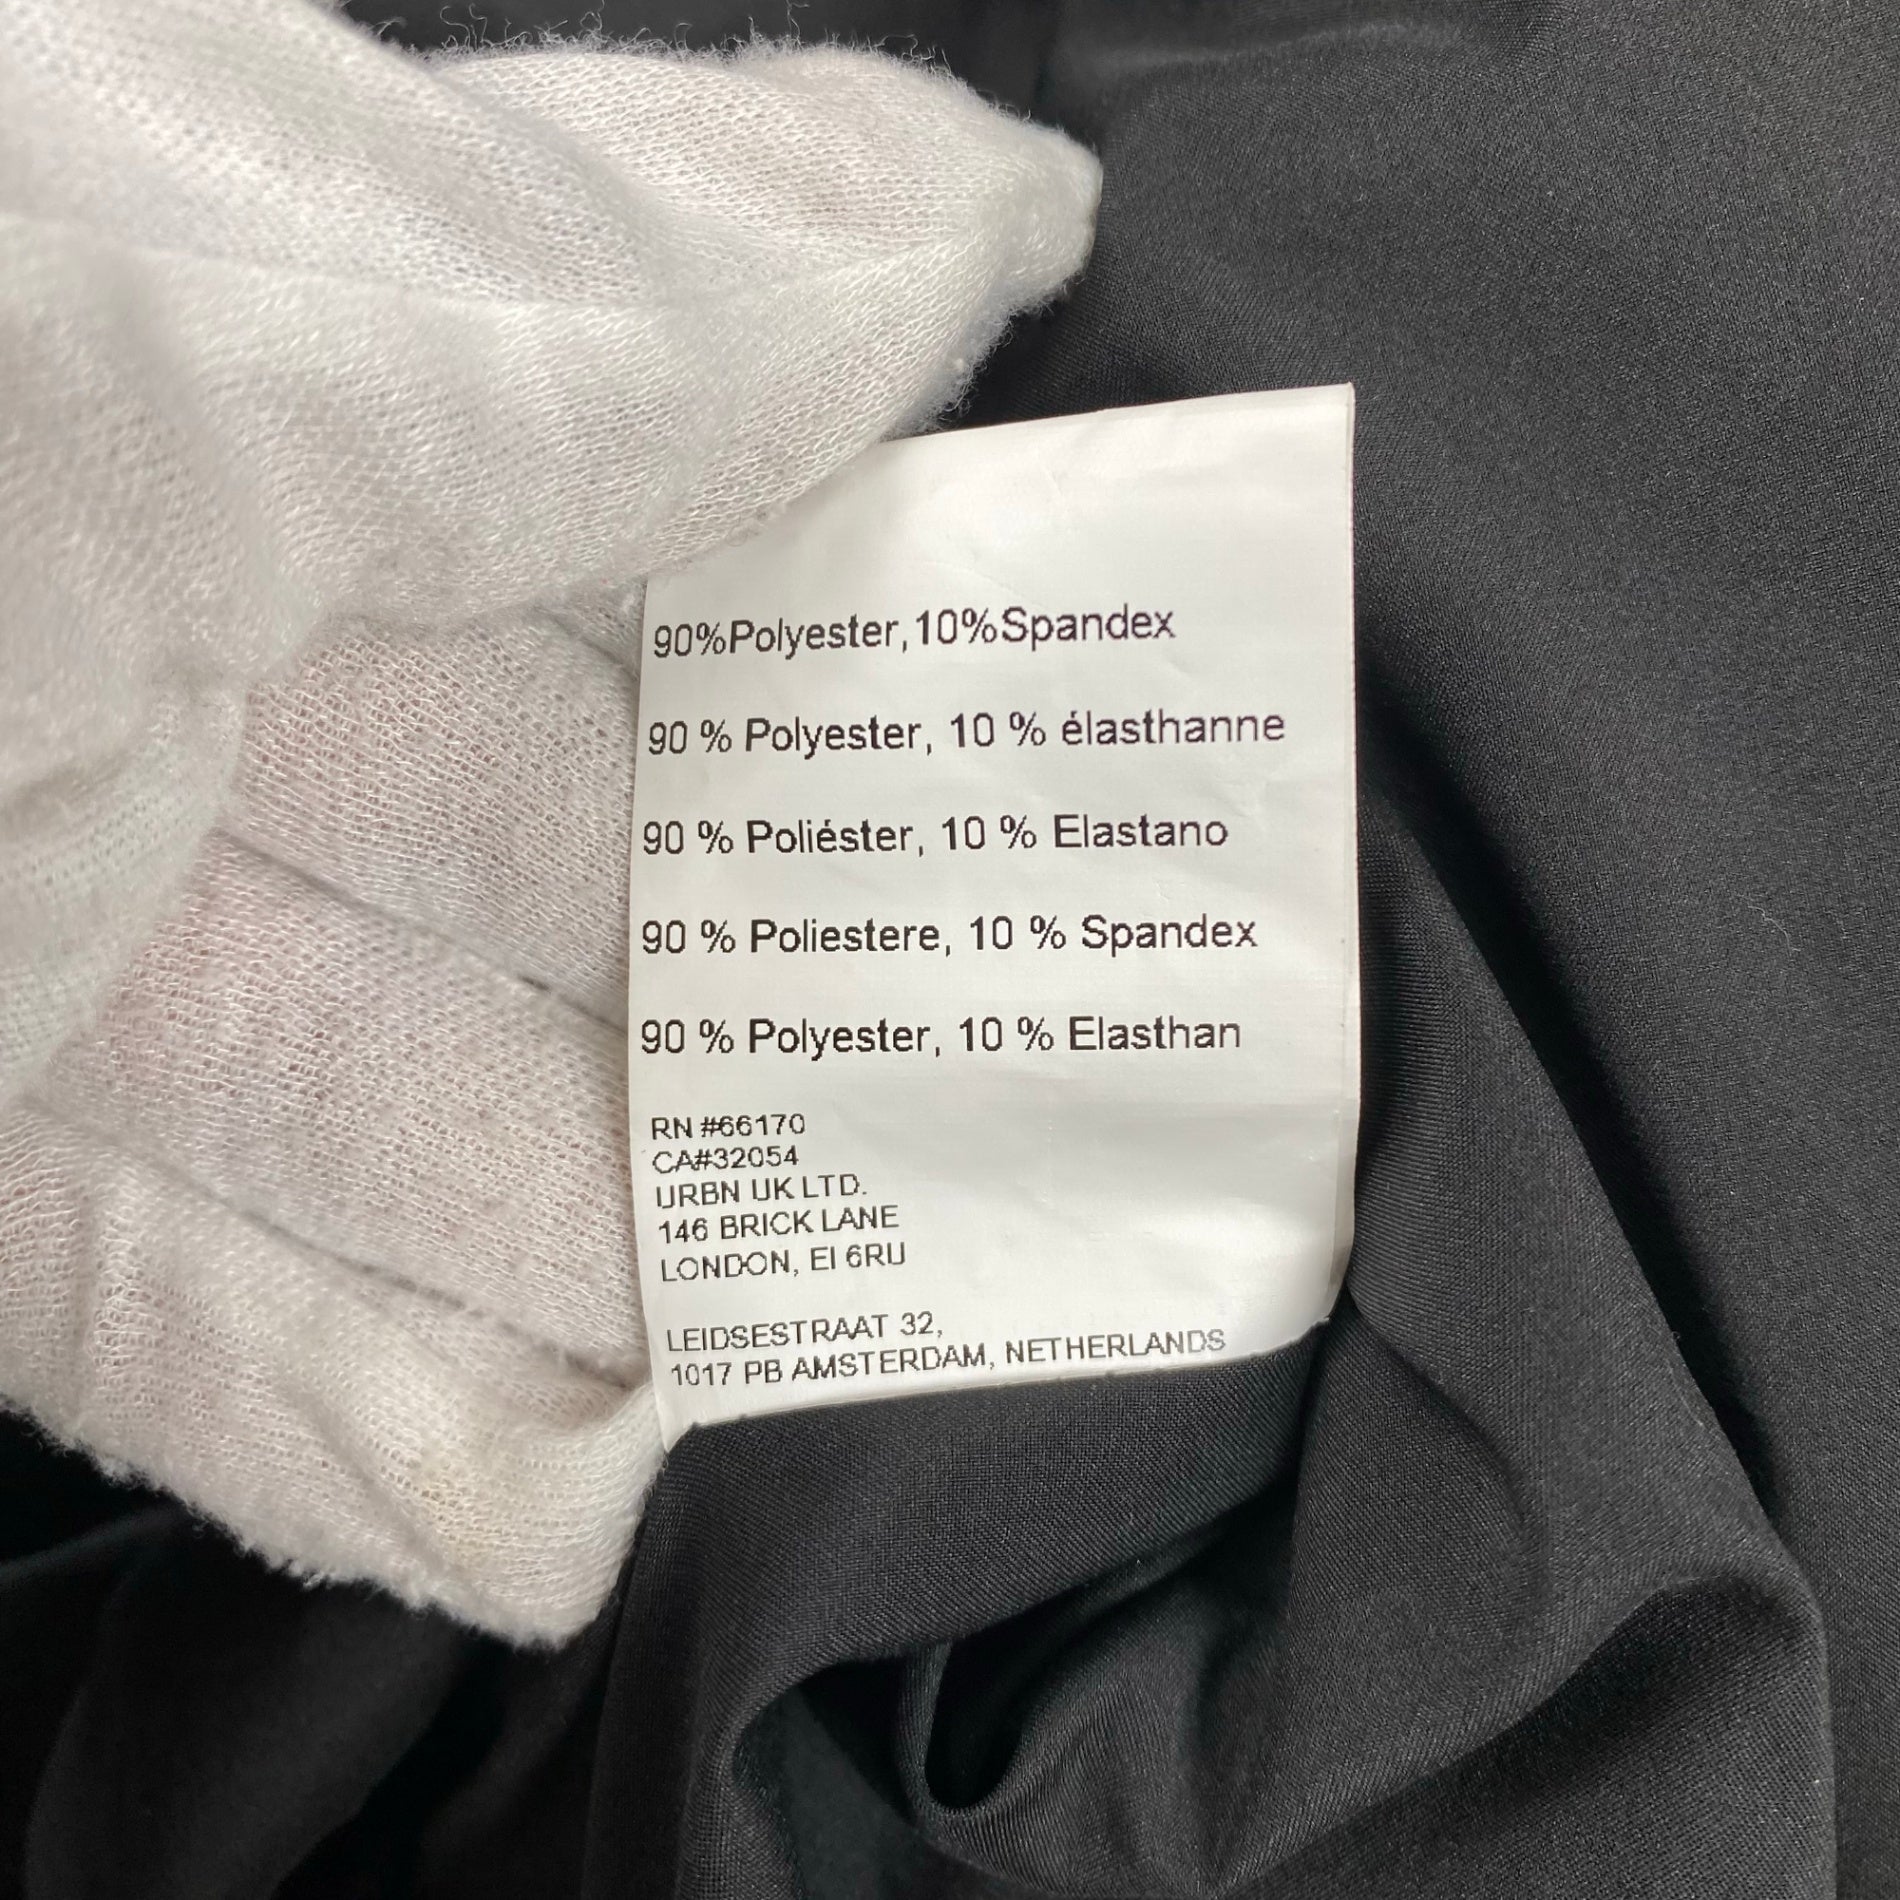 90%Polyester,10%Spandex
90 % Polyester, 10 % élasthanne
90 % Poliéster, 10 % Elastano
90 % Poliestere, 10 % Spandex
90 % Polyester, 10 % Elasthan
RN #66170
CA#32054
URBN UK LTD.
146 BRICK LANE
LONDON, EI 6RU
LEIDSESTRAAT 32,
1017 PB AMSTERDAM, NETHERLANDS